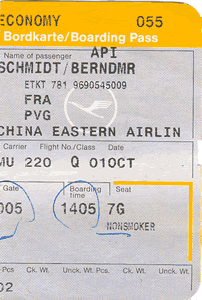 ECONOMY 055
Bordkarte/Boarding Pass
Name of passenger API
SCHMIDT/BERNDMR
ETKT 781 9690545009
FRA
PVG
CHINA EASTERN AIRLIN
Carrier Flight No./Class Date
MU 220 Q 01OCT
Gate Boarding time Seat
005 1405 7G
NONSMOKER
Pcs Ck. Wt. Unck. Wt. Pcs Ck. Wt. Unck. Wt.
02